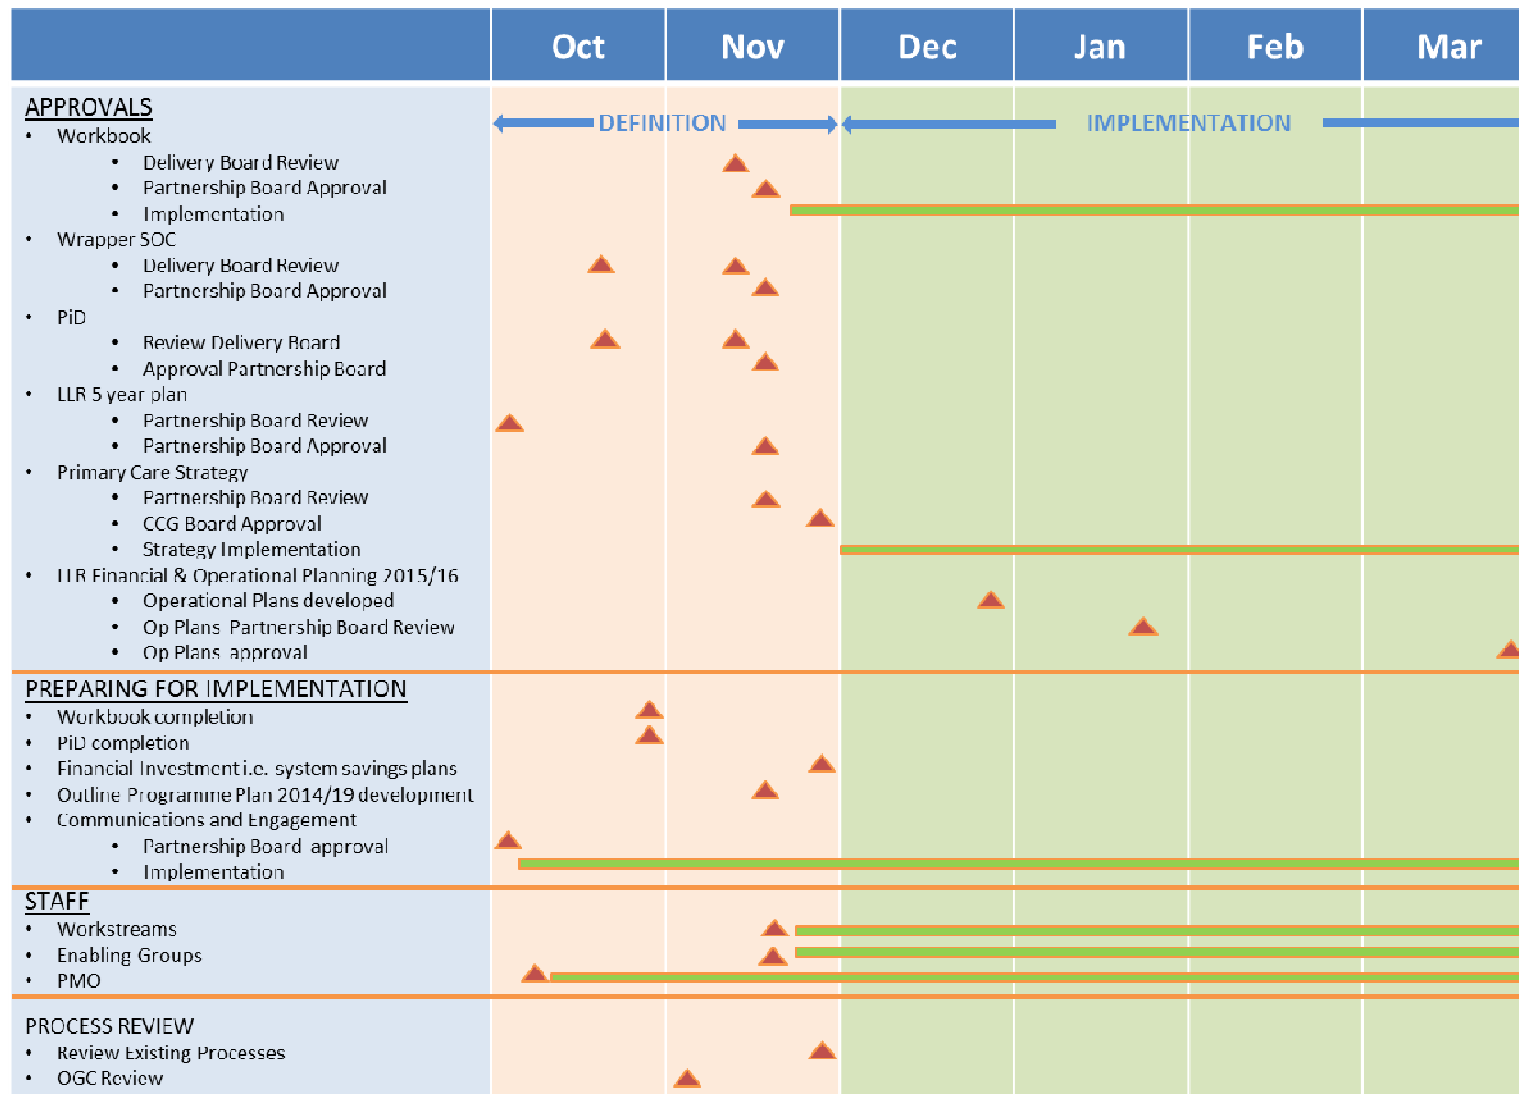 Oct Nov Dec Jan Feb Mar
APPROVALS
DEFINITION IMPLEMENTATION
• Workbook
• Delivery Board Review
• Partnership Board Approval
• Implementation
• Wrapper SOC
• Delivery Board Review
• Partnership Board Approval
• PiD
• Review Delivery Board
• Approval Partnership Board
• LLR 5 year plan
• Partnership Board Review
• Partnership Board Approval
• Primary Care Strategy
• Partnership Board Review
• CCG Board Approval
• Strategy Implementation
• LLR Financial & Operational Planning 2015/16
• Operational Plans developed
• Op Plans Partnership Board Review
• Op Plans approval
PREPARING FOR IMPLEMENTATION
• Workbook completion
• PiD completion
• Financial Investment i.e. system savings plans
• Outline Programme Plan 2014/19 development
• Communications and Engagement
• Partnership Board approval
• Implementation
STAFF
• Workstreams
• Enabling Groups
• PMO
PROCESS REVIEW
• Review Existing Processes
• OGC Review